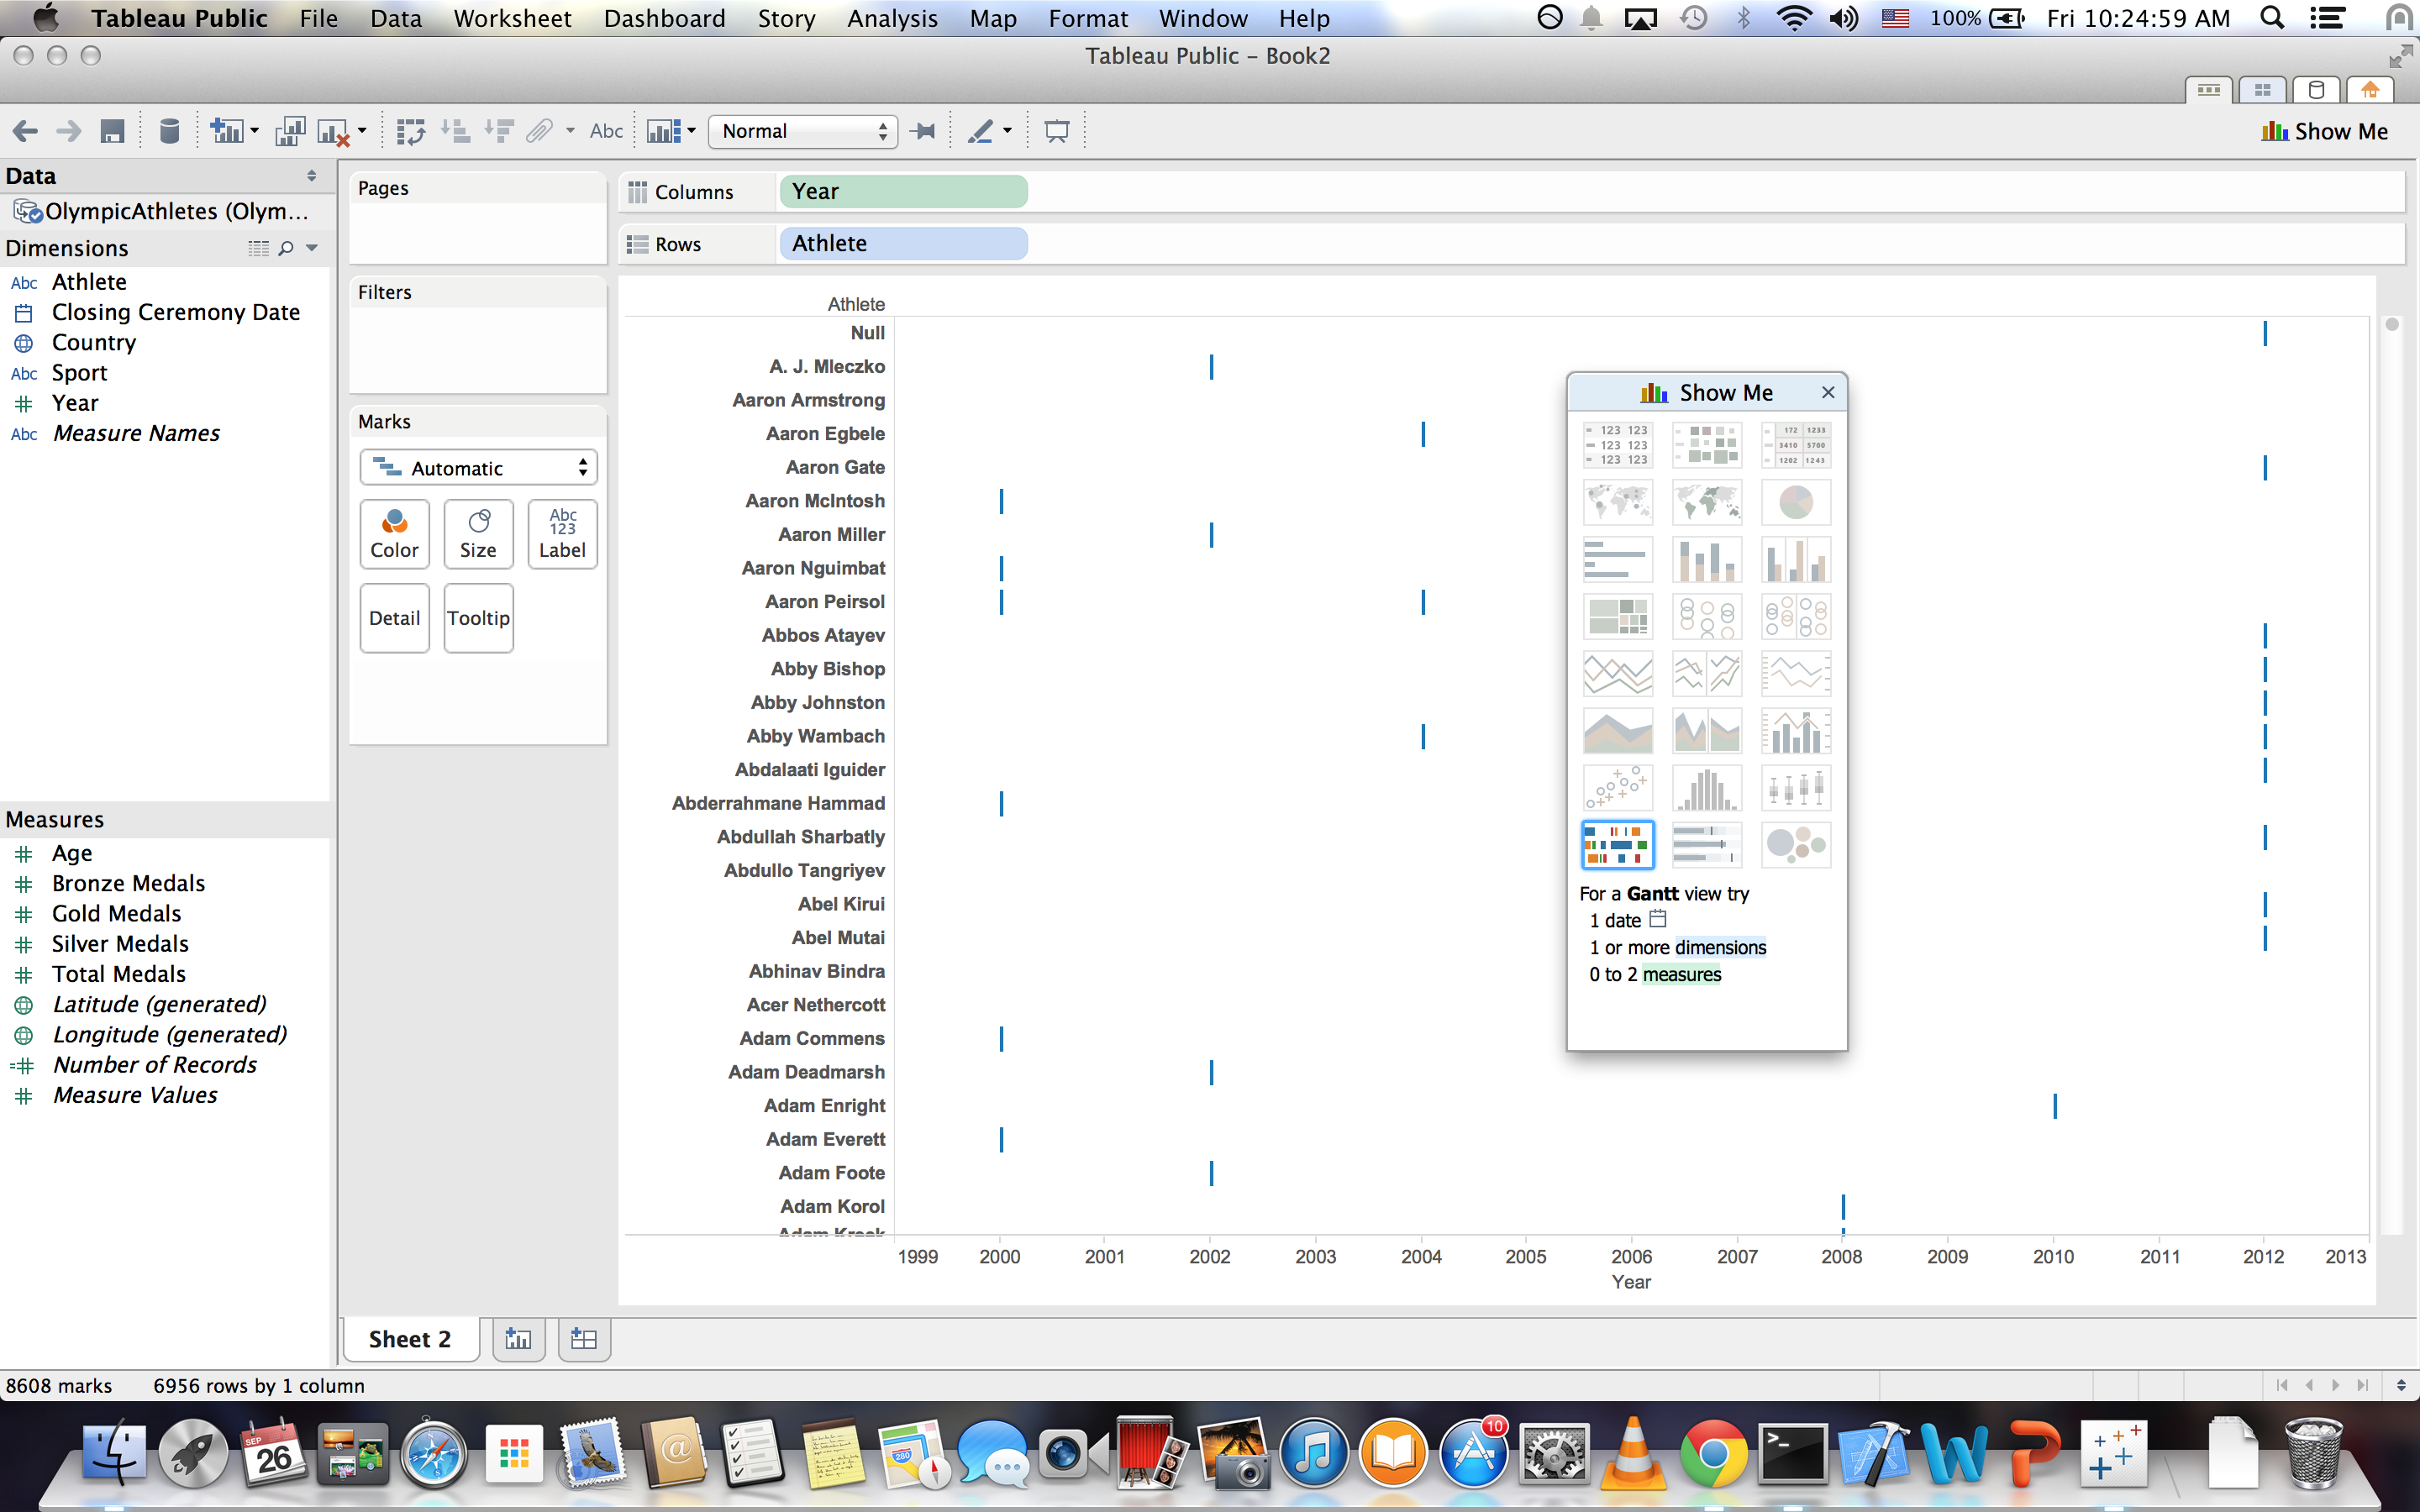 Tableau Public File Data Worksheet Dashboard Story Analysis Map Format Window Help 100% Fri 10:24:59 AM
Tableau Public – Book2
Abc Normal Show Me
Data
OlympicAthletes (Olym...
Dimensions
Abc Athlete
Closing Ceremony Date
Country
Abc Sport
Year
Abc Measure Names
Measures
Age
Bronze Medals
Gold Medals
Silver Medals
Total Medals
Latitude (generated)
Longitude (generated)
Number of Records
Measure Values
Pages
Filters
Marks
Automatic
Color Size Abc 123 Label
Detail Tooltip
Columns Year
Rows Athlete
Athlete
Null
A. J. Mleczko
Aaron Armstrong
Aaron Egbele
Aaron Gate
Aaron McIntosh
Aaron Miller
Aaron Nguimbat
Aaron Peirsol
Abbos Atayev
Abby Bishop
Abby Johnston
Abby Wambach
Abdalaati Iguider
Abderrahmane Hammad
Abdullah Sharbatly
Abdullo Tangriyev
Abel Kirui
Abel Mutai
Abhinav Bindra
Acer Nethercott
Adam Commens
Adam Deadmarsh
Adam Enright
Adam Everett
Adam Foote
Adam Korol
Adam Kreek
1999 2000 2001 2002 2003 2004 2005 2006 2007 2008 2009 2010 2011 2012 2013
Year
Show Me
123 123 172 1233
123 123 3410 5700
123 123 1202 1243
For a Gantt view try
1 date
1 or more dimensions
0 to 2 measures
Sheet 2
8608 marks 6956 rows by 1 column
SEP
26
@
280
10